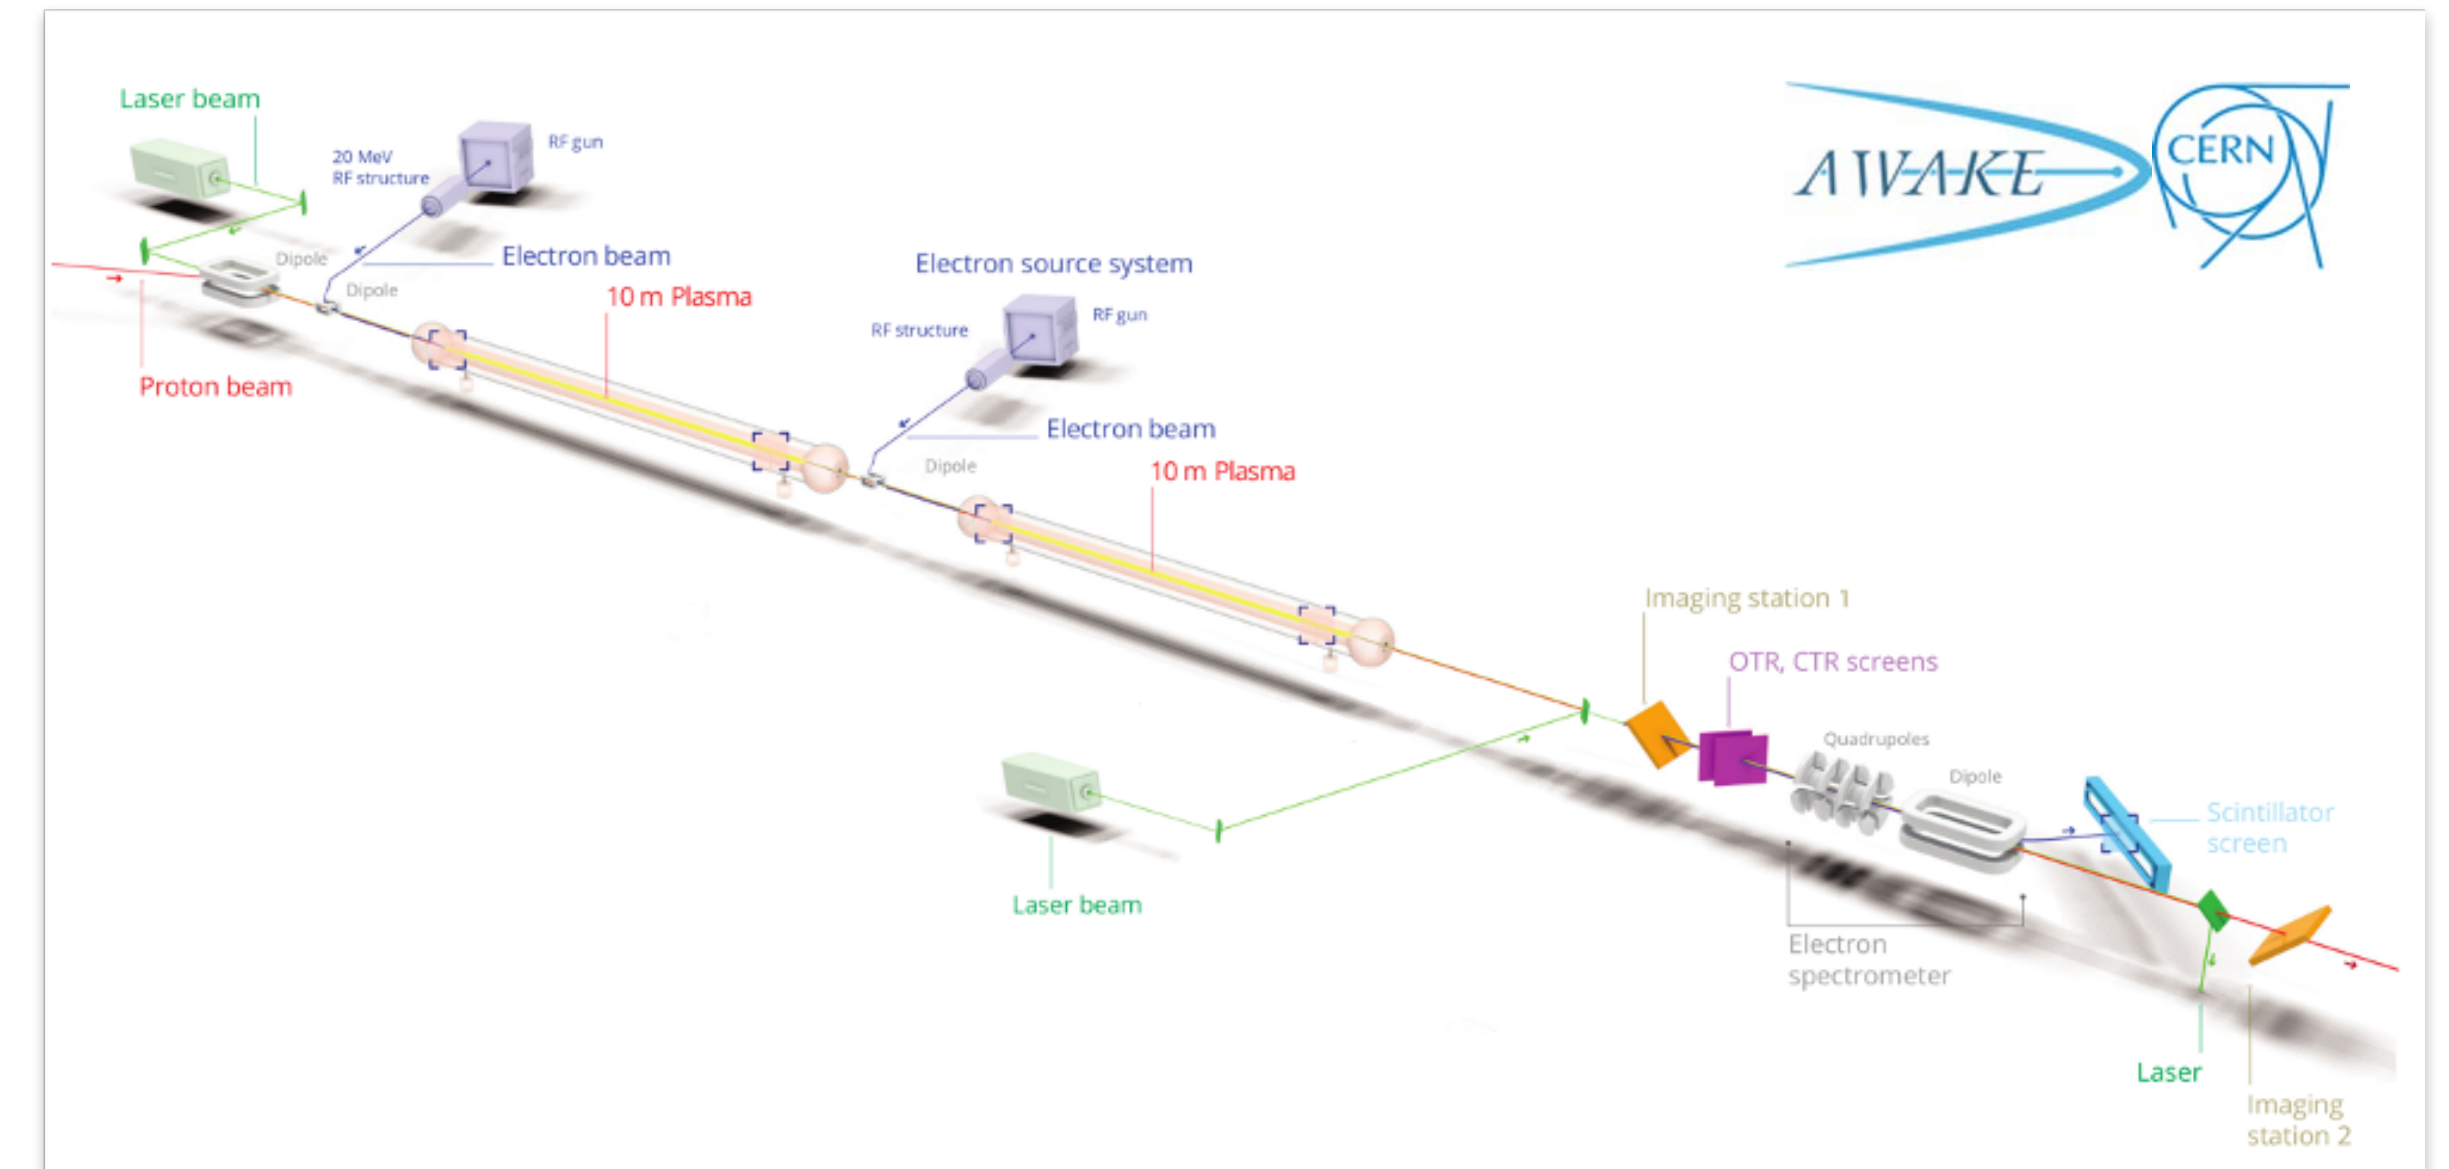 Laser beam
AWAKE
CERN
20 MeV
RF structure
RF gun
Dipole
Electron beam
Dipole
10 m Plasma
Electron source system
RF structure
RF gun
Proton beam
Electron beam
Dipole
10 m Plasma
Imaging station 1
OTR, CTR screens
Quadrupoles
Dipole
Scintillator
screen
Laser beam
Electron
spectrometer
Laser
Imaging
station 2